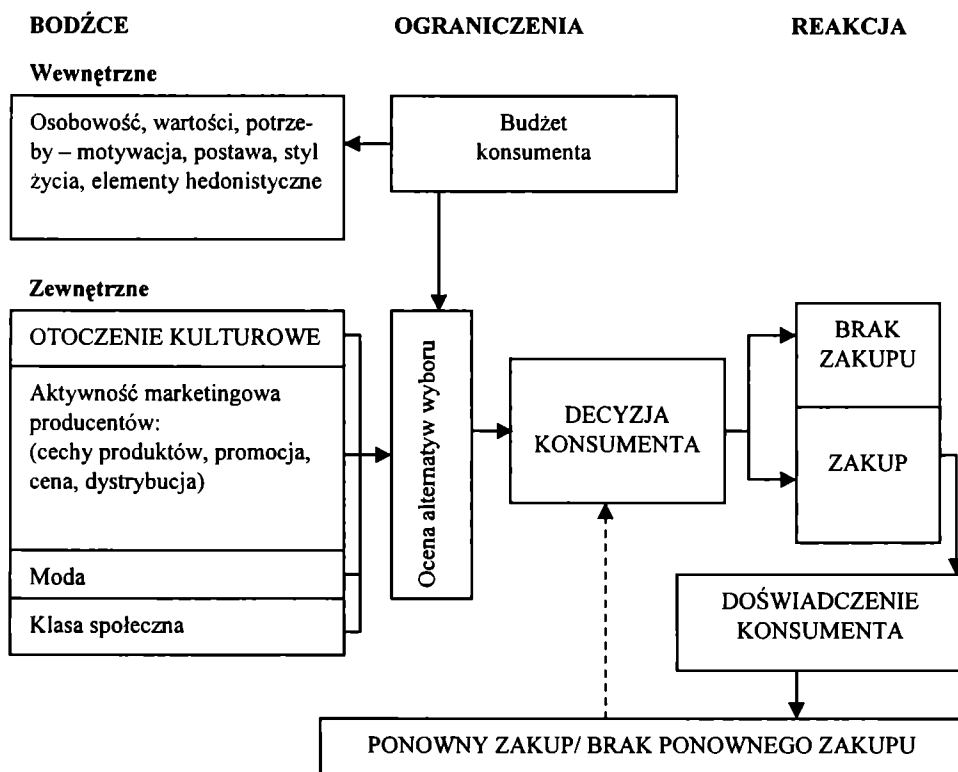 BODŹCE
OGRANICZENIA
REAKCJA
Wewnętrzne
Osobowość, wartości, potrze-
by – motywacja, postawa, styl
życia, elementy hedonistyczne
Budżet
konsumenta
Zewnętrzne
OTOCZENIE KULTUROWE
Aktywność marketingowa
producentów:
(cechy produktów, promocja,
cena, dystrybucja)
Moda
Klasa społeczna
Ocena alternatyw wyboru
DECYZJA
KONSUMENTA
BRAK
ZAKUPU
ZAKUP
DOŚWIADCZENIE
KONSUMENTA
PONOWNY ZAKUP/ BRAK PONOWNEGO ZAKUPU